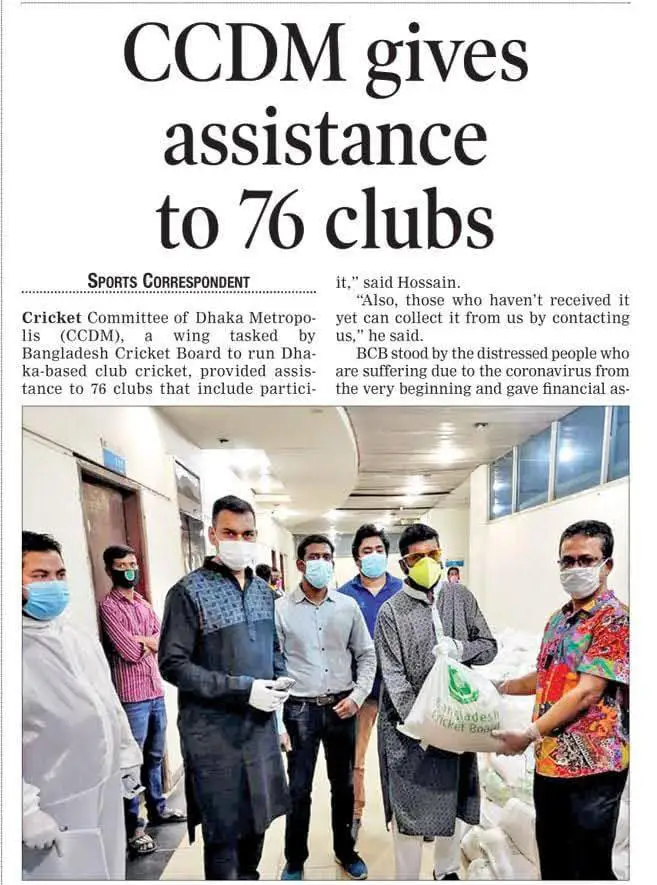 CCDM gives
assistance
to 76 clubs
SPORTS CORRESPONDENT
Cricket Committee of Dhaka Metropo-
lis (CCDM), a wing tasked by
Bangladesh Cricket Board to run Dha-
ka-based club cricket, provided assis-
tance to 76 clubs that include partici-
it,” said Hossain.
“Also, those who haven’t received it
yet can collect it from us by contacting
us,” he said.
BCB stood by the distressed people who
are suffering due to the coronavirus from
the very beginning and gave financial as-
Bangladesh
Cricket Board